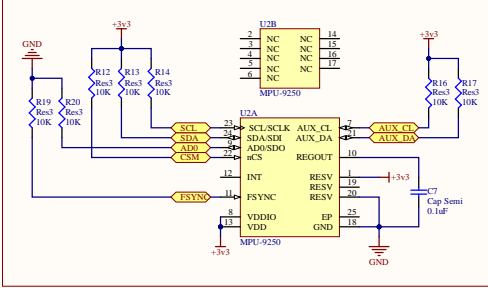 +3v3
GND
R19
Res3
10K
R20
Res3
10K
R12
Res3
10K
R13
Res3
10K
R14
Res3
10K
U2B
2 NC NC 14
3 NC NC 15
4 NC NC 16
5 NC NC 17
6 NC
MPU-9250
+3v3
R16
Res3
10K
R17
Res3
10K
U2A
SCL 23 SCL/SCLK AUX_CL 7 AUX_CL
SDA 24 SDA/SDI AUX_DA 21 AUX_DA
AD0 9 AD0/SDO
CSM 22 nCS REGOUT 10
12 INT RESV 1 +3v3
RESV 19
FSYNC 11 FSYNC RESV 20
8 VDDIO EP 25
13 VDD GND 18
MPU-9250
C7
Cap Semi
0.1uF
+3v3
GND